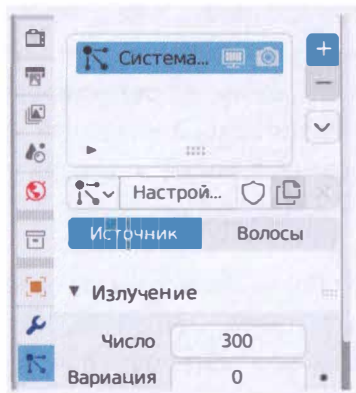 Система...
Настрой...
Источник Волосы
Излучение
Число 300
Вариация 0